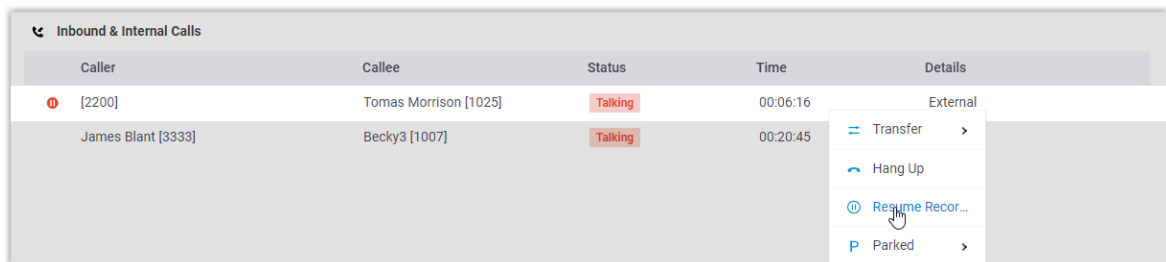 Inbound & Internal Calls
Caller Callee Status Time Details
[2200] Tomas Morrison [1025] Talking 00:06:16 External
James Blant [3333] Becky3 [1007] Talking 00:20:45
Transfer
Hang Up
Resume Recor...
P Parked